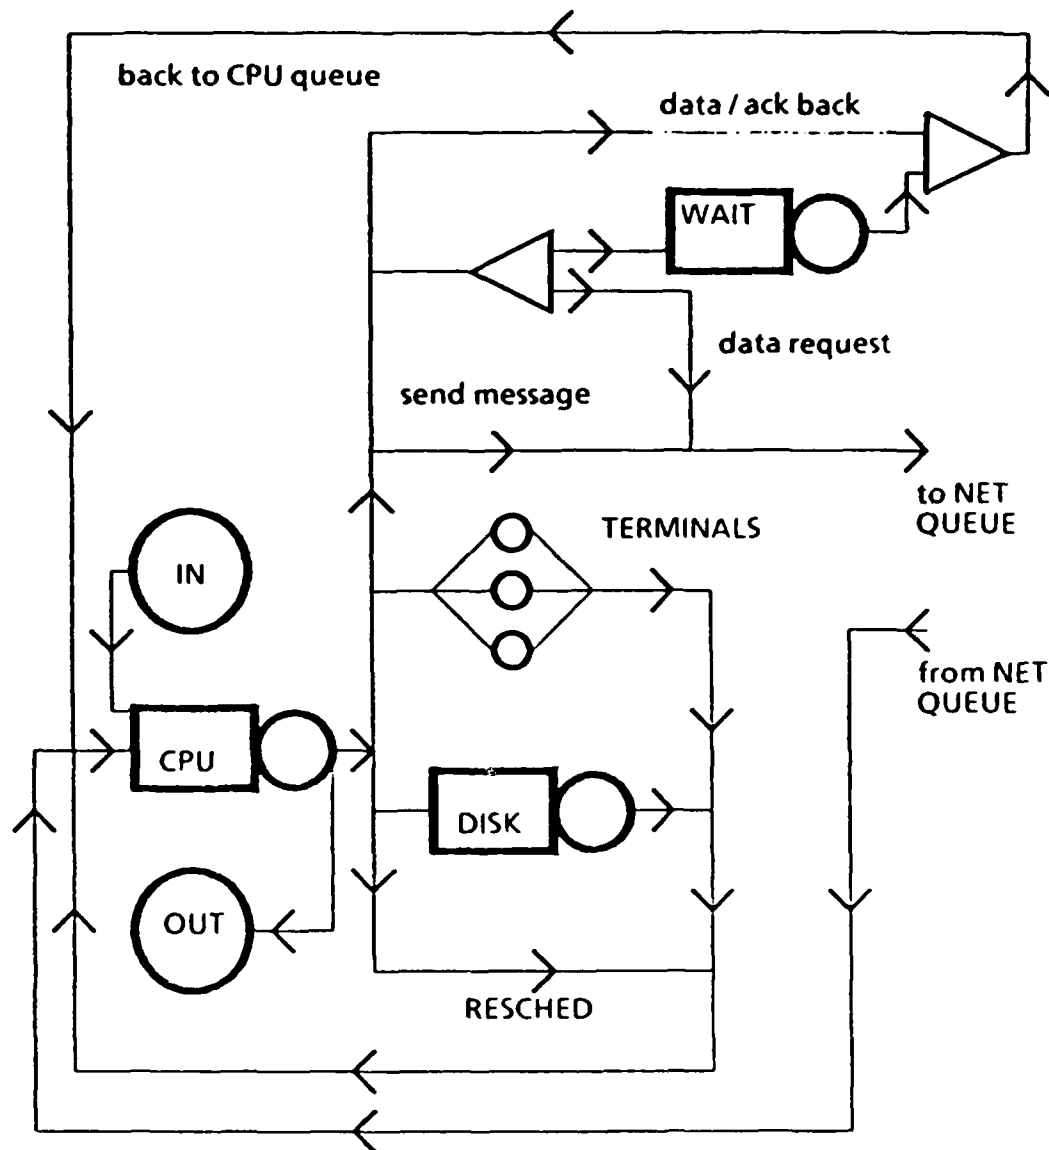 back to CPU queue
data / ack back
WAIT
data request
send message
to NET
QUEUE
TERMINALS
IN
from NET
QUEUE
CPU
DISK
OUT
RESCHED